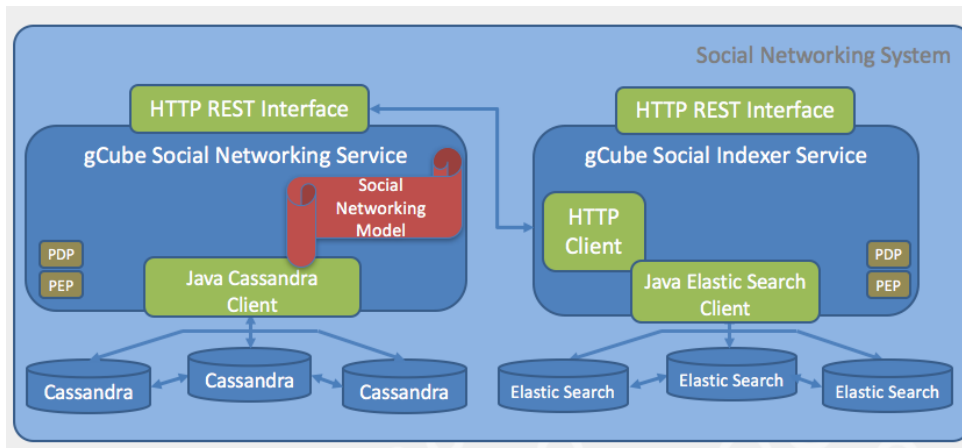 Social Networking System
HTTP REST Interface
gCube Social Networking Service
Social
Networking
Model
PDP
PEP
Java Cassandra
Client
Cassandra
Cassandra
Cassandra
HTTP REST Interface
gCube Social Indexer Service
HTTP
Client
Java Elastic Search
Client
PDP
PEP
Elastic Search
Elastic Search
Elastic Search